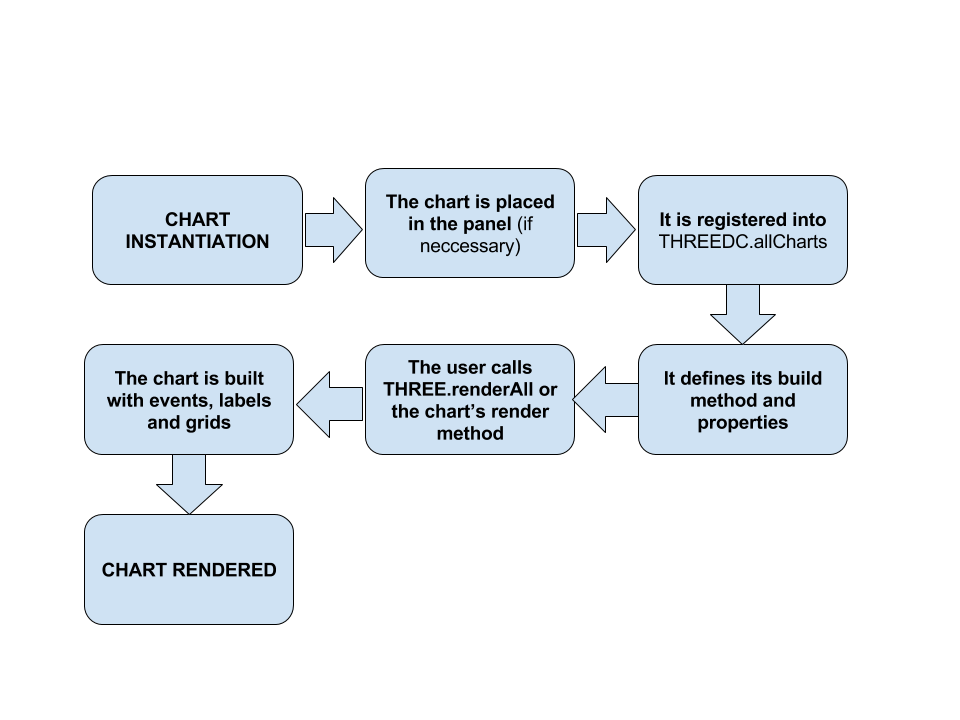 CHART
INSTANTIATION
The chart is placed
in the panel (if
neccessary)
It is registered into
THREEDC.allCharts
It defines its build
method and
properties
The user calls
THREE.renderAll or
the chart's render
method
The chart is built
with events, labels
and grids
CHART RENDERED